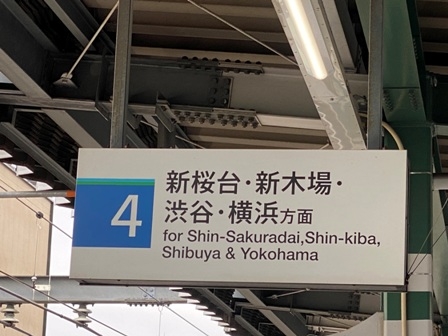 4
新桜台・新木場・
渋谷・横浜方面
for Shin-Sakuradai,Shin-kiba,
Shibuya & Yokohama